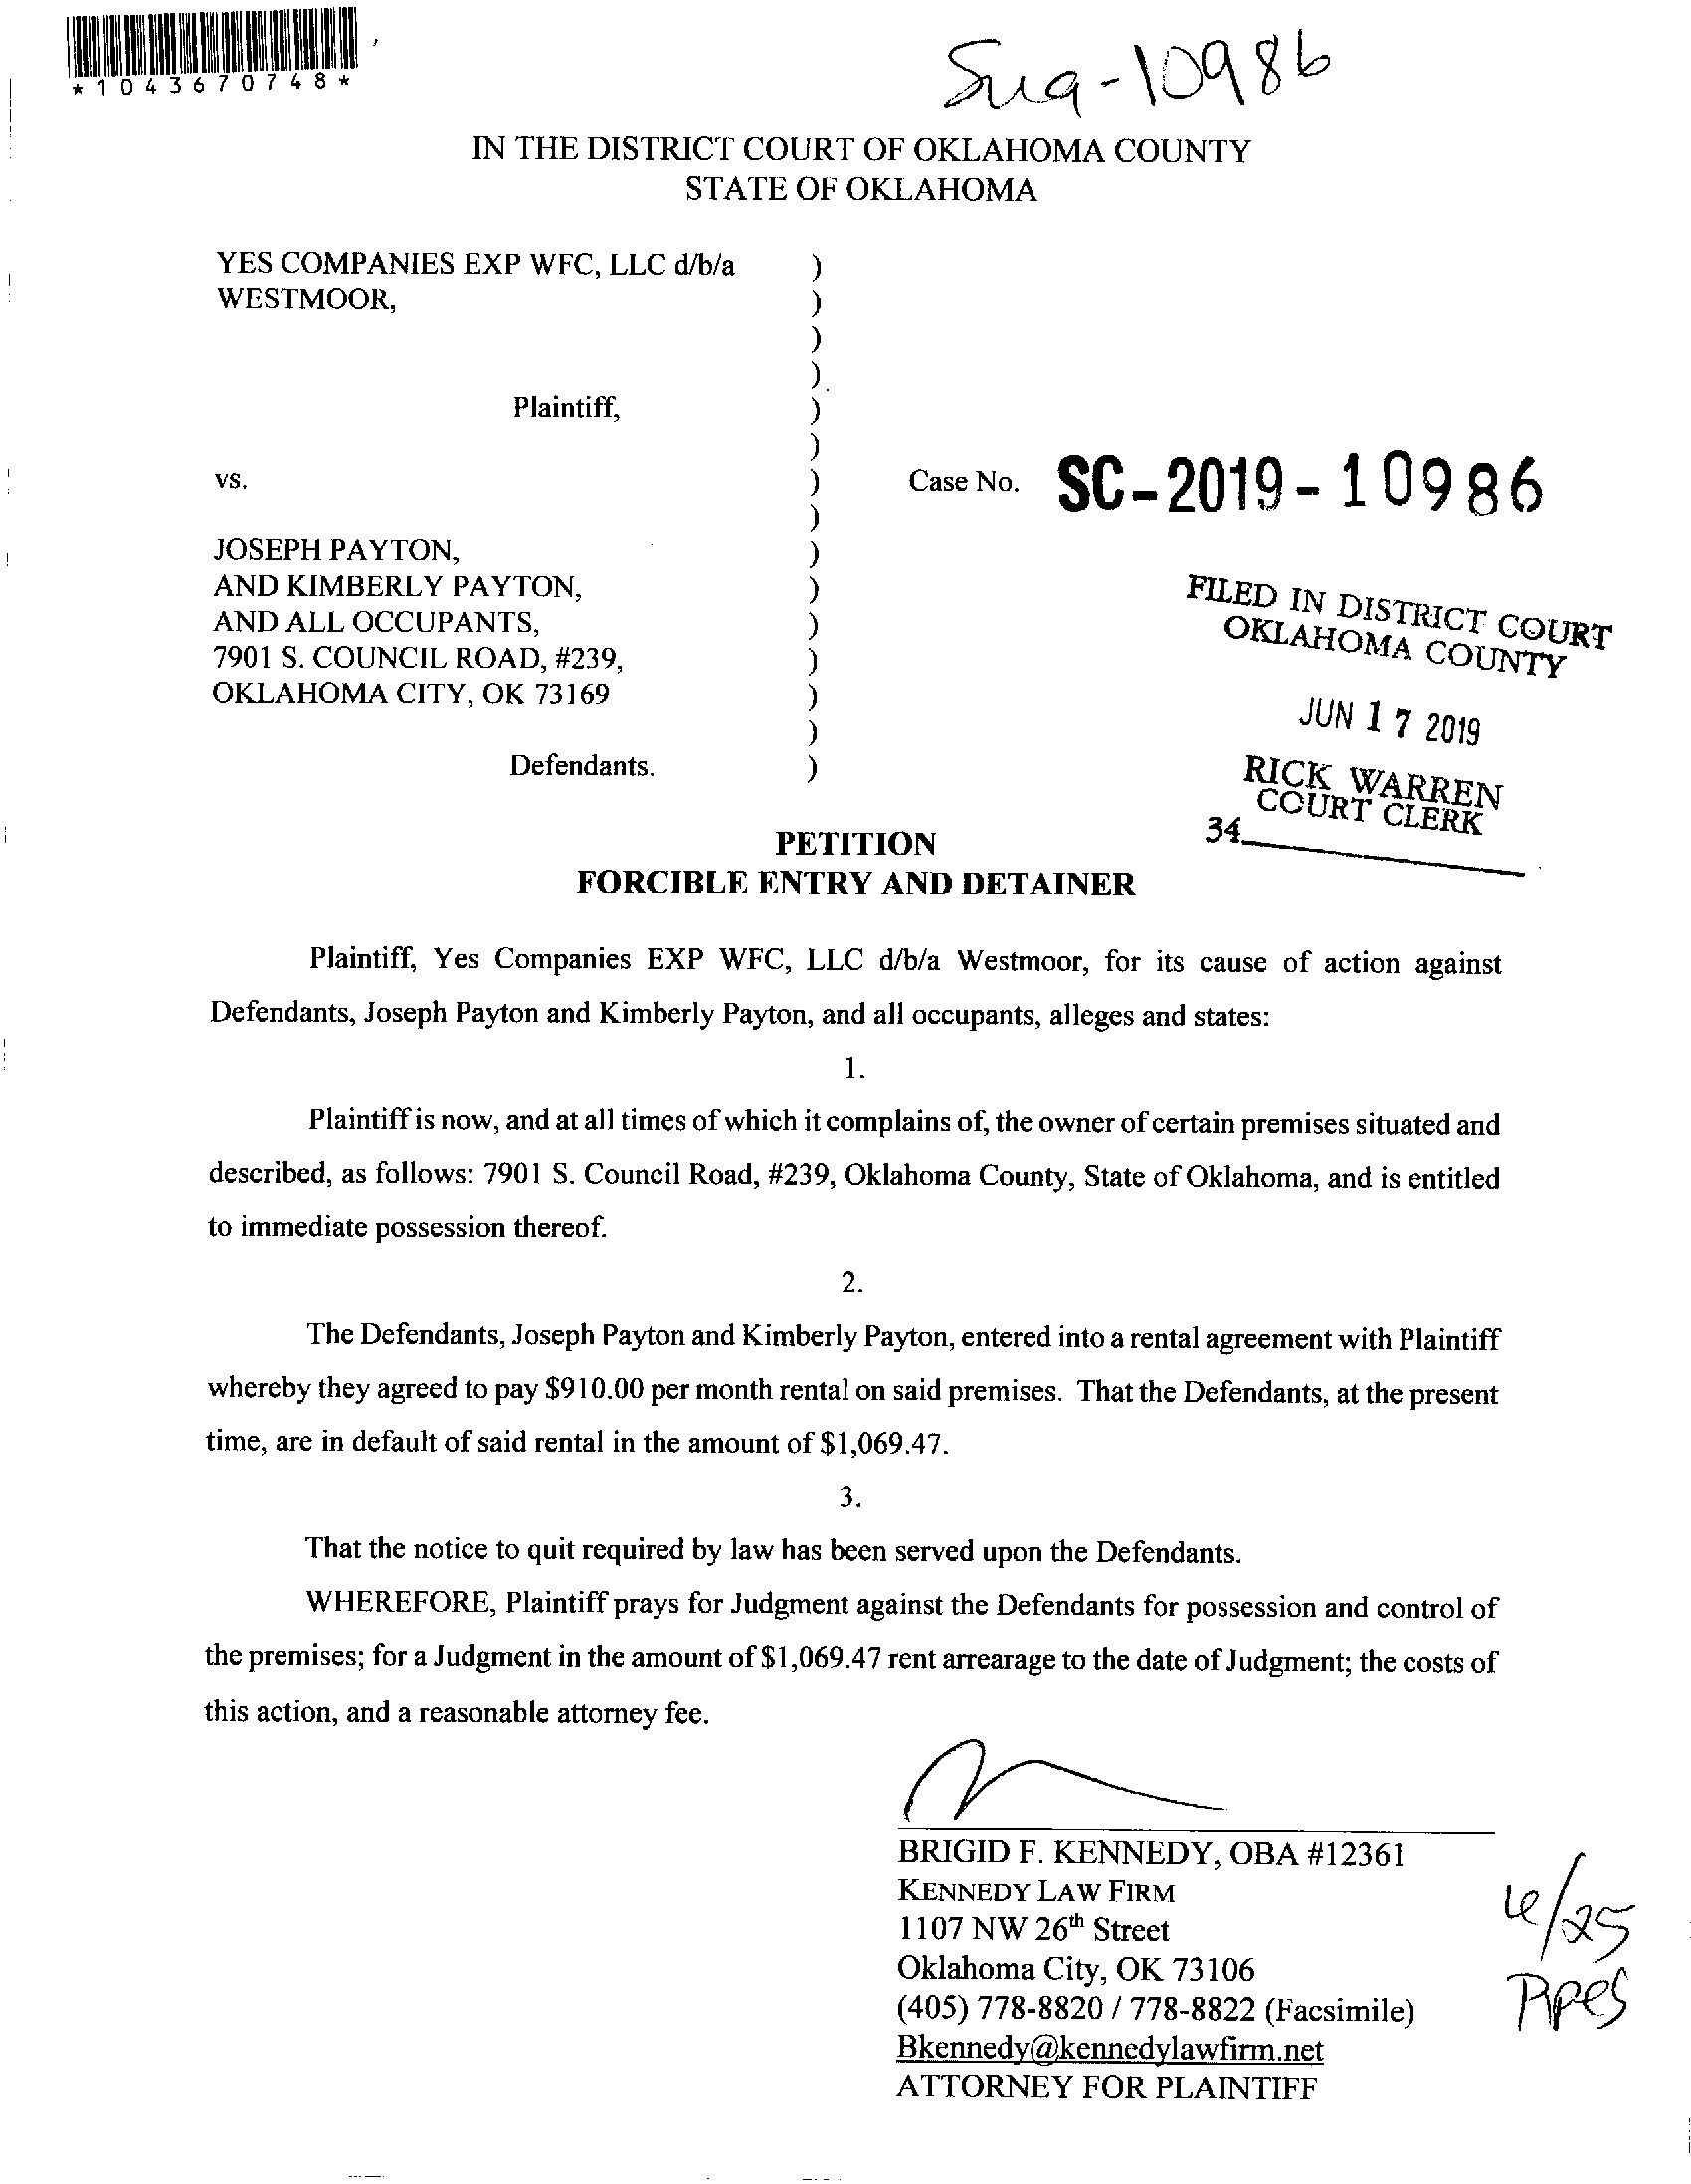 *1043670748*
IN THE DISTRICT COURT OF OKLAHOMA COUNTY
STATE OF OKLAHOMA
YES COMPANIES EXP WFC, LLC d/b/a )
WESTMOOR, )
)
)
Plaintiff, )
)
vs. ) Case No. SC-2019-10986
)
JOSEPH PAYTON, )
AND KIMBERLY PAYTON, )
AND ALL OCCUPANTS, )
7901 S. COUNCIL ROAD, #239, )
OKLAHOMA CITY, OK 73169 )
)
Defendants. )
FILED IN DISTRICT COURT
OKLAHOMA COUNTY
JUN 17 2019
RICK WARREN
COURT CLERK
34
PETITION
FORCIBLE ENTRY AND DETAINER
Plaintiff, Yes Companies EXP WFC, LLC d/b/a Westmoor, for its cause of action against
Defendants, Joseph Payton and Kimberly Payton, and all occupants, alleges and states:
1.
Plaintiff is now, and at all times of which it complains of, the owner of certain premises situated and
described, as follows: 7901 S. Council Road, #239, Oklahoma County, State of Oklahoma, and is entitled
to immediate possession thereof.
2.
The Defendants, Joseph Payton and Kimberly Payton, entered into a rental agreement with Plaintiff
whereby they agreed to pay $910.00 per month rental on said premises. That the Defendants, at the present
time, are in default of said rental in the amount of $1,069.47.
3.
That the notice to quit required by law has been served upon the Defendants.
WHEREFORE, Plaintiff prays for Judgment against the Defendants for possession and control of
the premises; for a Judgment in the amount of $1,069.47 rent arrearage to the date of Judgment; the costs of
this action, and a reasonable attorney fee.
BRIGID F. KENNEDY, OBA #12361
KENNEDY LAW FIRM
1107 NW 26th Street
Oklahoma City, OK 73106
(405) 778-8820 / 778-8822 (Facsimile)
Bkennedy@kennedylawfirm.net
ATTORNEY FOR PLAINTIFF
6/25